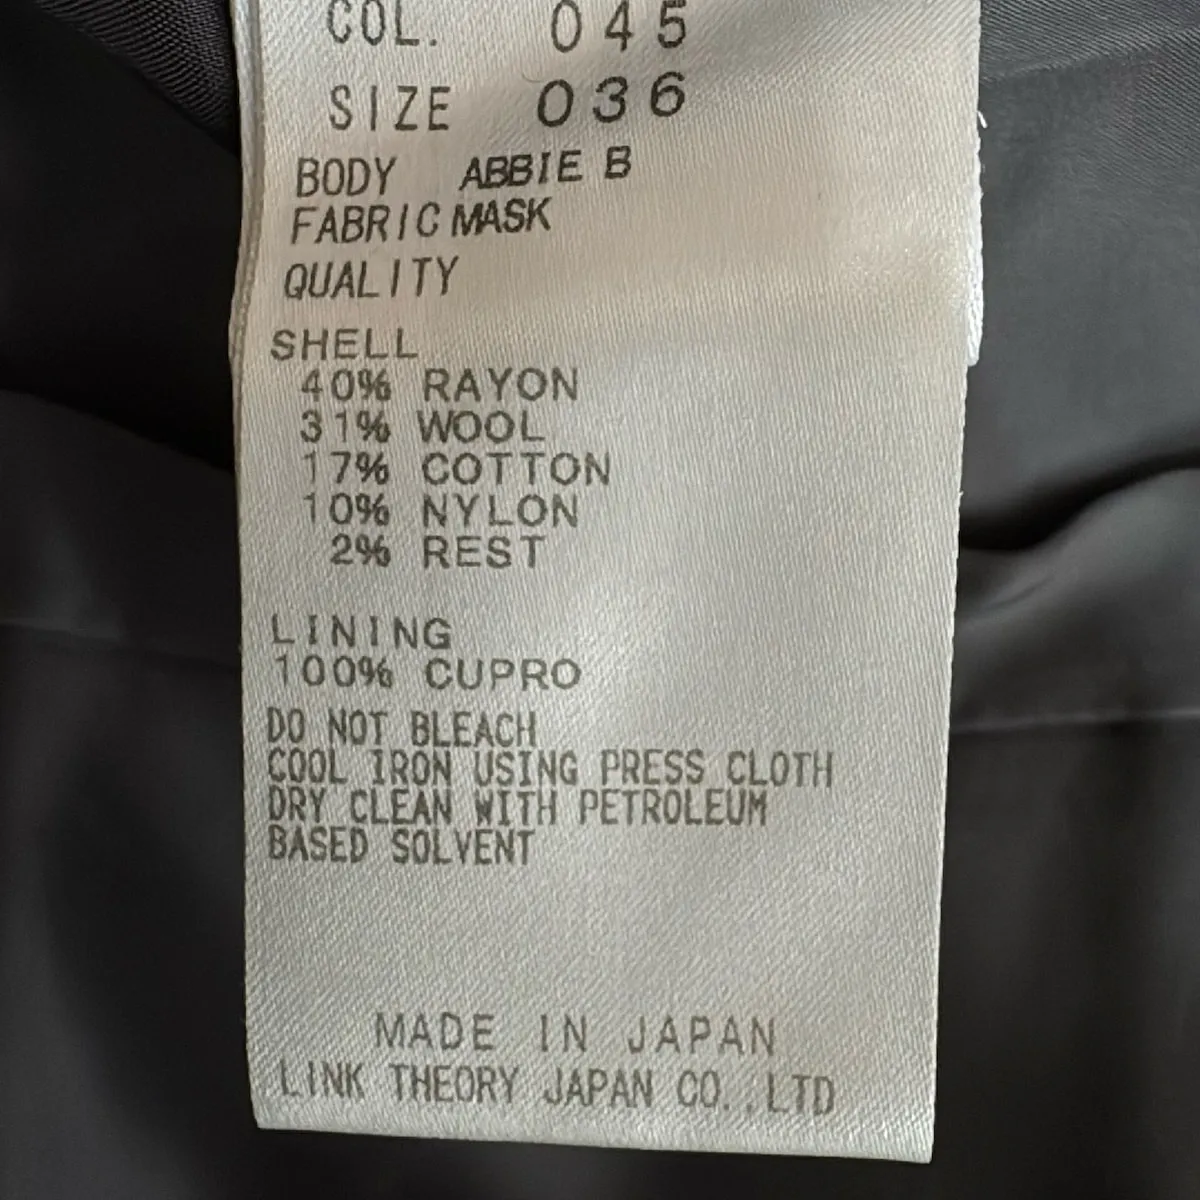 COL. 045
SIZE 036
BODY ABBIE B
FABRIC MASK
QUALITY
SHELL
40% RAYON
31% WOOL
17% COTTON
10% NYLON
2% REST
LINING
100% CUPRO
DO NOT BLEACH
COOL IRON USING PRESS CLOTH
DRY CLEAN WITH PETROLEUM
BASED SOLVENT
MADE IN JAPAN
LINK THEORY JAPAN CO.,LTD